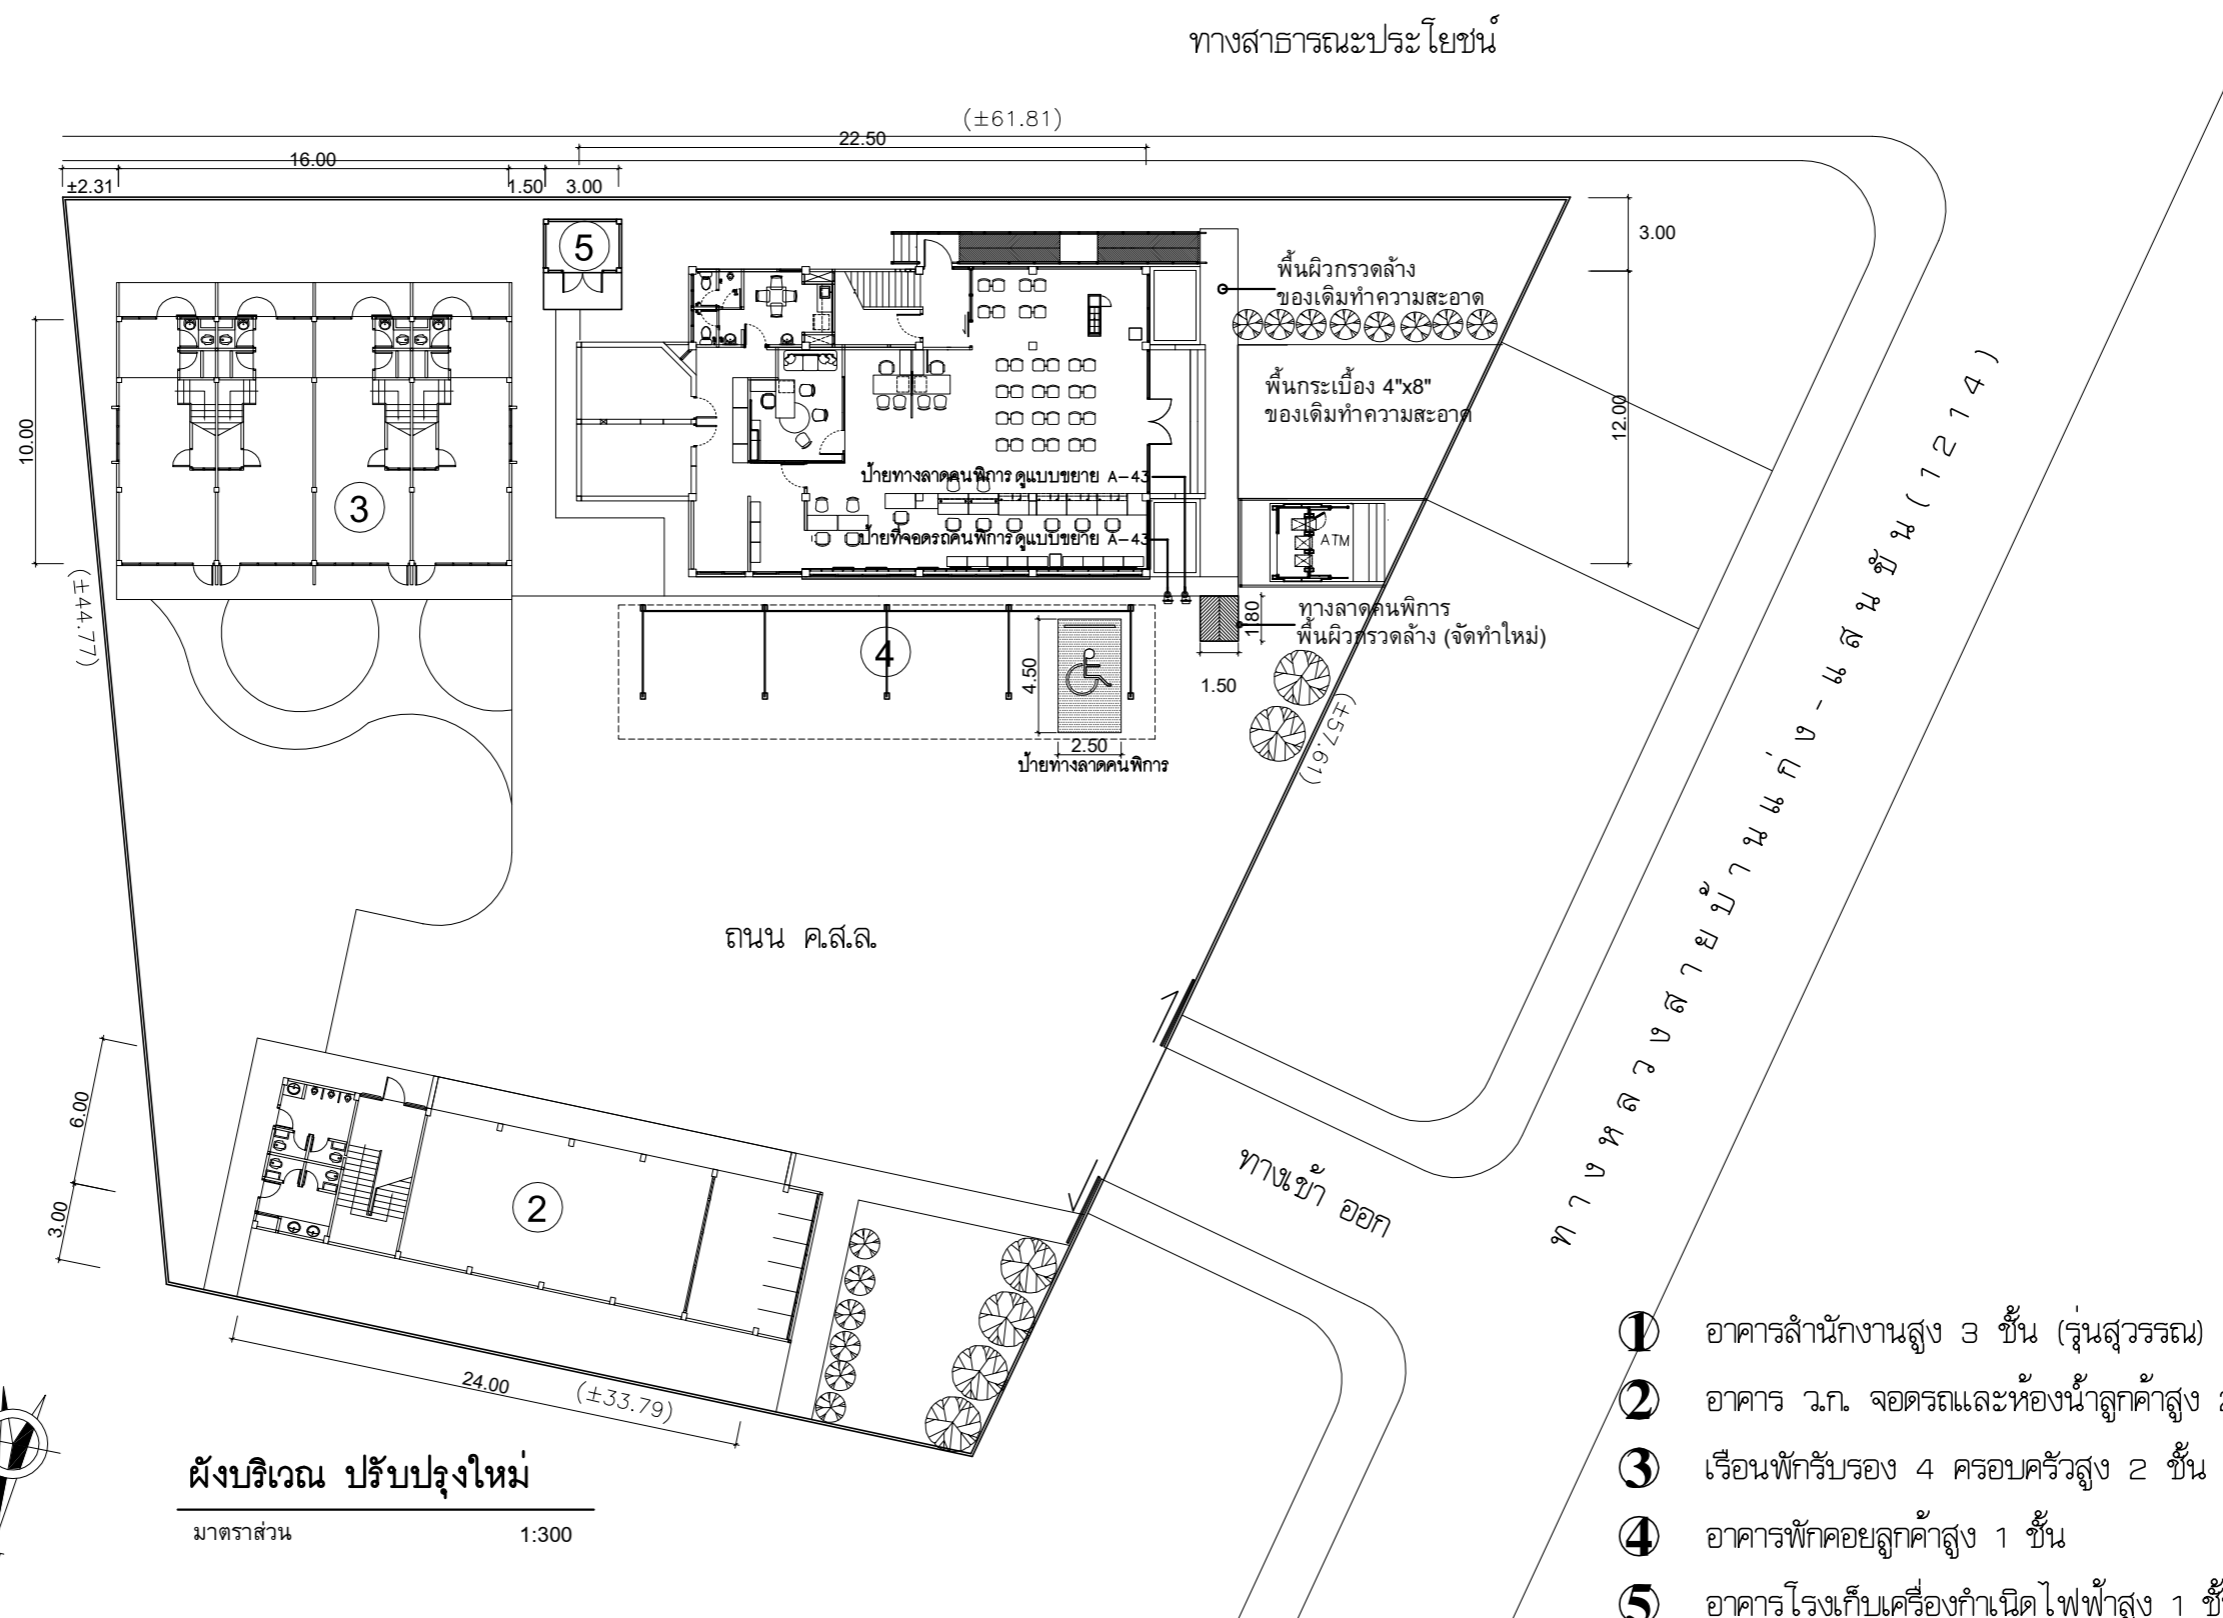 ทางสาธารณะประโยชน์
(±61.81)
22.50
16.00
±2.31
1.50
3.00
3.00
5
พื้นผิวกรวดล้าง
ของเดิมทำความสะอาด
พื้นกระเบื้อง 4"x8"
ของเดิมทำความสะอาด
12.00
10.00
3
ป้ายทางลาดคนพิการ ดูแบบขยาย A-43
ป้ายที่จอดรถคนพิการ ดูแบบขยาย A-43
ATM
(±44.77)
ทางลาดคนพิการ
พื้นผิวกรวดล้าง (จัดทำใหม่)
1.80
1.50
4
4.50
2.50
ป้ายทางลาดคนพิการ
(±57.61)
ทางหลวงสายบ้านแก่ง-แสนขัน(1214)
ถนน ค.ส.ล.
ทางเข้า ออก
6.00
3.00
2
24.00
(±33.79)
ผังบริเวณ ปรับปรุงใหม่
มาตราส่วน 1:300
1 อาคารสำนักงานสูง 3 ชั้น (รุ่นสุวรรณ)
2 อาคาร ว.ก. จอดรถและห้องน้ำลูกค้าสูง 2
3 เรือนพักรับรอง 4 ครอบครัวสูง 2 ชั้น
4 อาคารพักคอยลูกค้าสูง 1 ชั้น
5 อาคารโรงเก็บเครื่องกำเนิดไฟฟ้าสูง 1 ชั้น